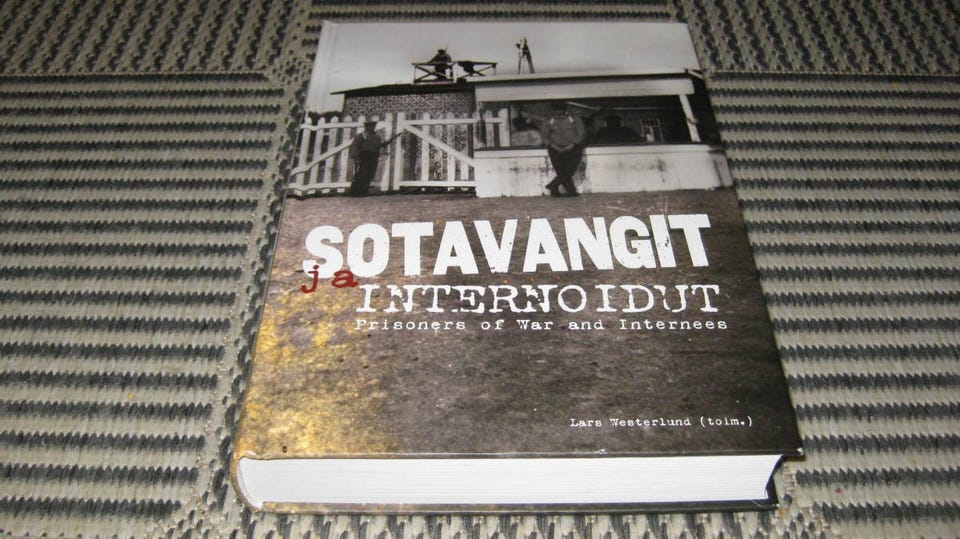 SOTAVANGIT
ja INTERNOIDUT
Prisoners of War and Internees
Lars Westerlund (toim.)